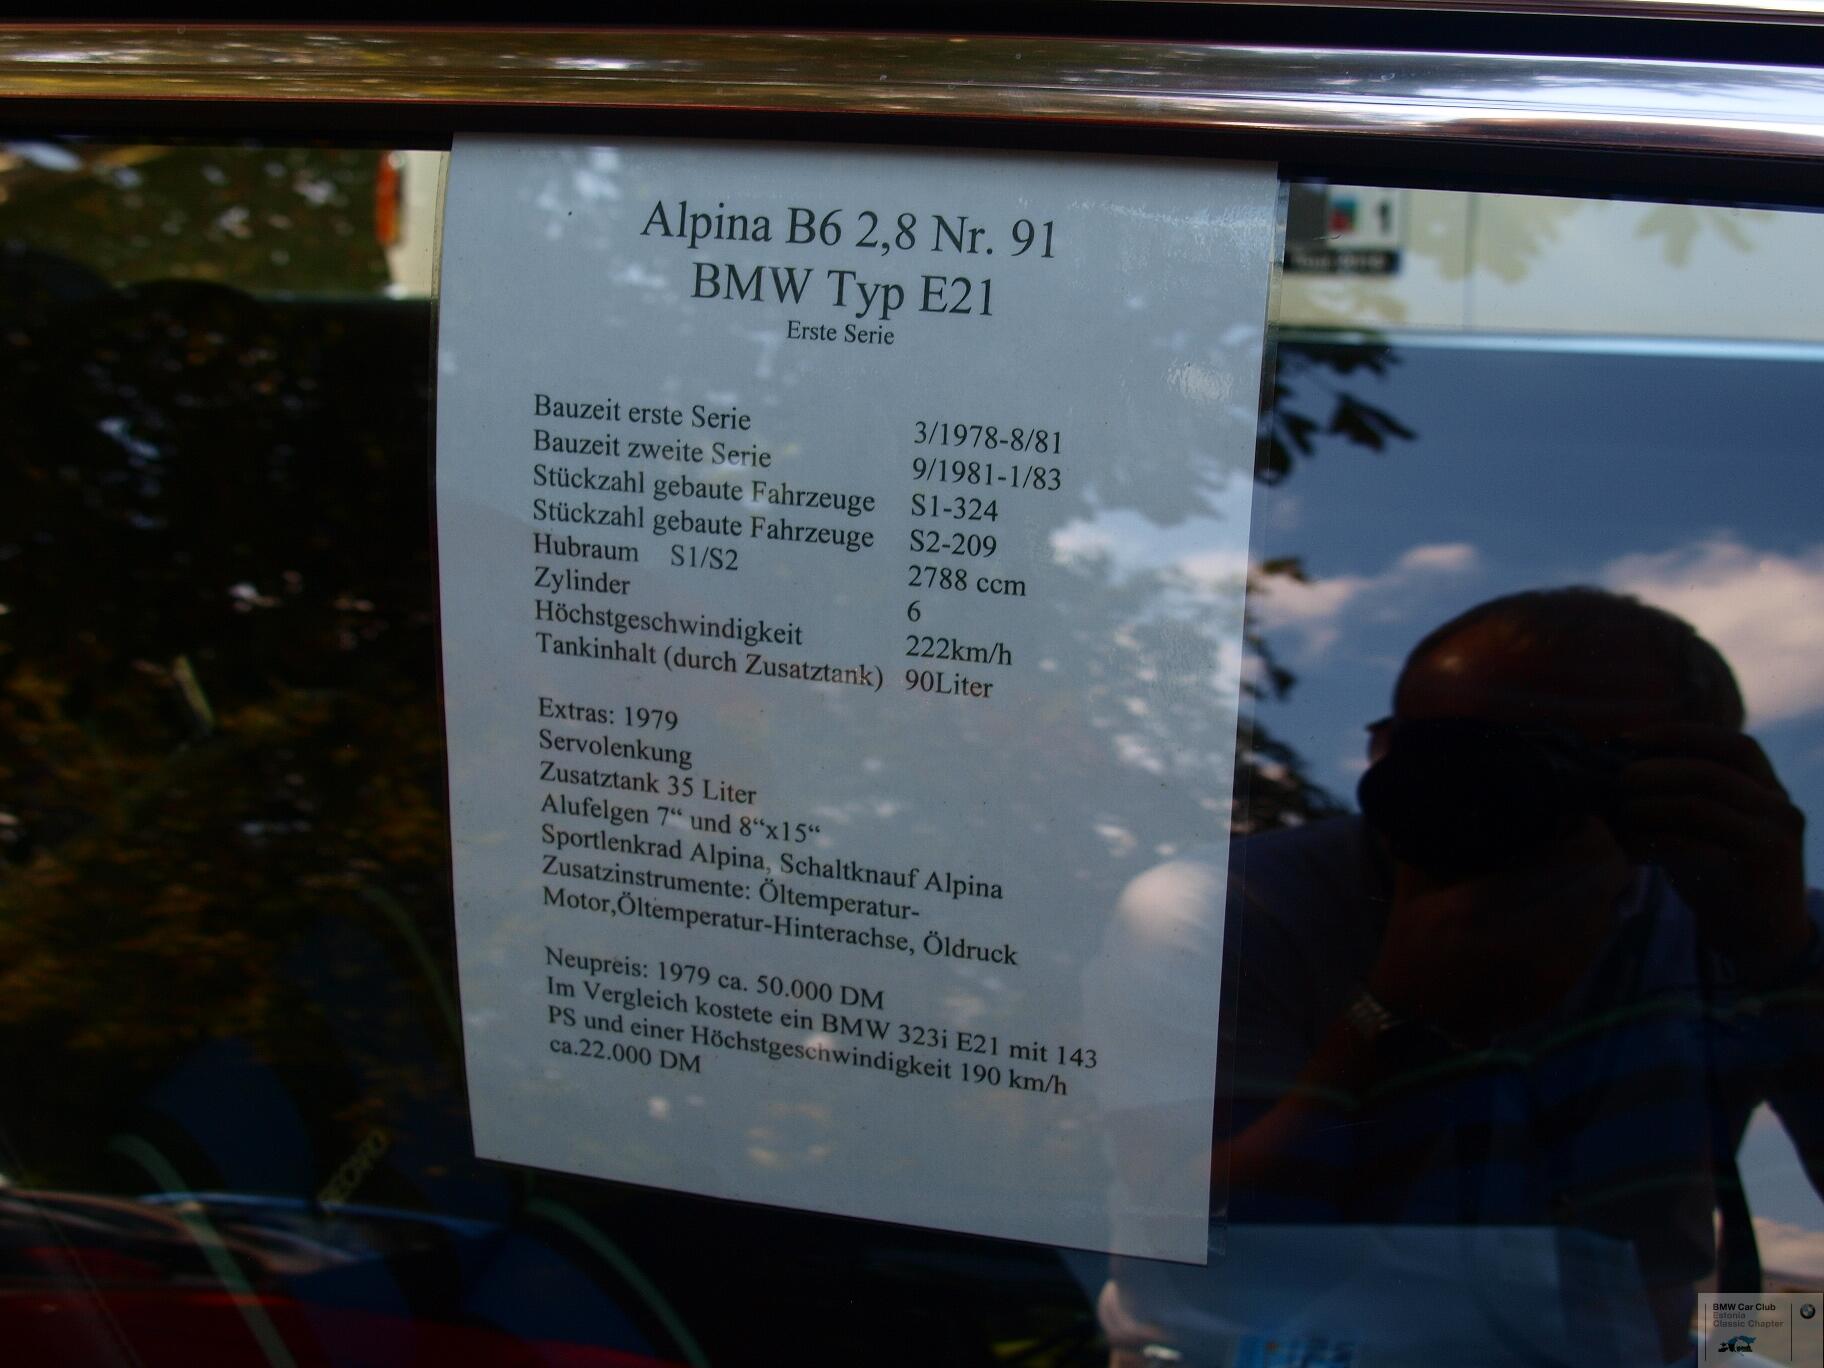 Alpina B6 2,8 Nr. 91
BMW Typ E21
Erste Serie
Bauzeit erste Serie 3/1978-8/81
Bauzeit zweite Serie 9/1981-1/83
Stückzahl gebaute Fahrzeuge S1-324
Stückzahl gebaute Fahrzeuge S2-209
Hubraum S1/S2 2788 ccm
Zylinder 6
Höchstgeschwindigkeit 222km/h
Tankinhalt (durch Zusatztank) 90Liter
Extras: 1979
Servolenkung
Zusatztank 35 Liter
Alufelgen 7“ und 8“x15“
Sportlenkrad Alpina, Schaltknauf Alpina
Zusatzinstrumente: Öltemperatur-
Motor,Öltemperatur-Hinterachse, Öldruck
Neupreis: 1979 ca. 50.000 DM
Im Vergleich kostete ein BMW 323i E21 mit 143
PS und einer Höchstgeschwindigkeit 190 km/h
ca.22.000 DM
RECARO
BMW Car Club
Estonia
Classic Chapter